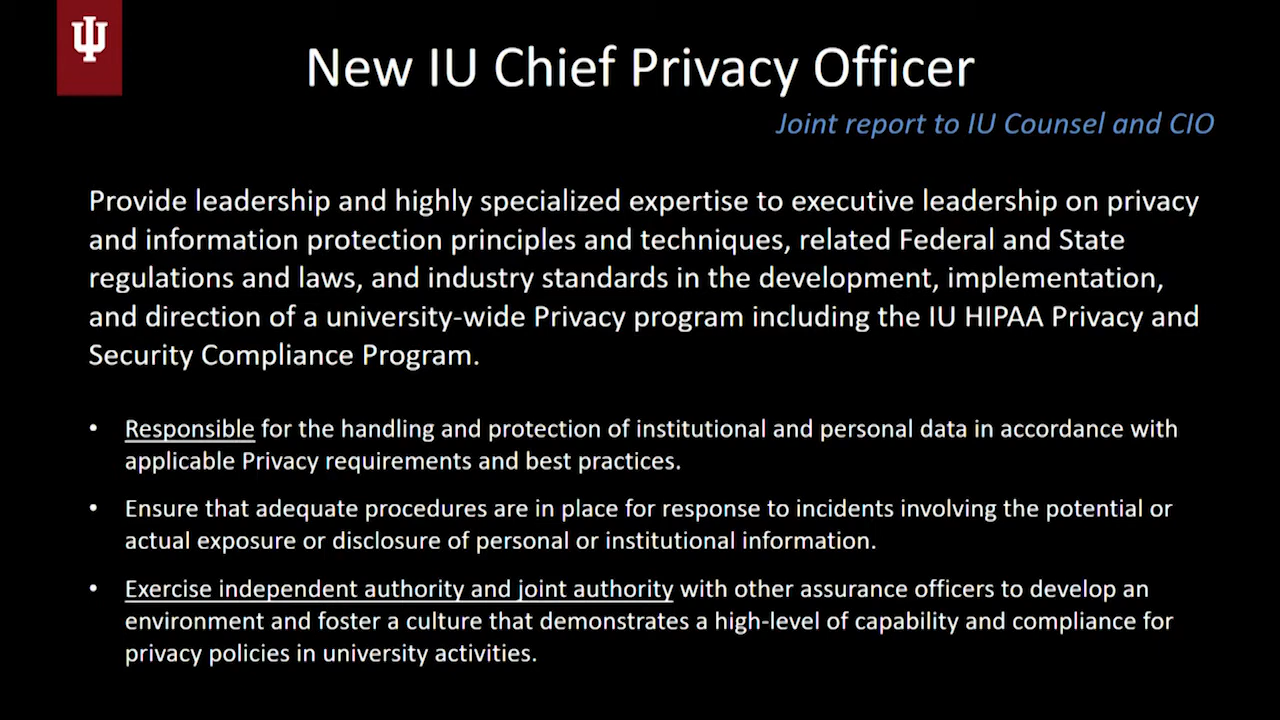 New IU Chief Privacy Officer
Joint report to IU Counsel and CIO
Provide leadership and highly specialized expertise to executive leadership on privacy
and information protection principles and techniques, related Federal and State
regulations and laws, and industry standards in the development, implementation,
and direction of a university-wide Privacy program including the IU HIPAA Privacy and
Security Compliance Program.
• Responsible for the handling and protection of institutional and personal data in accordance with
applicable Privacy requirements and best practices.
• Ensure that adequate procedures are in place for response to incidents involving the potential or
actual exposure or disclosure of personal or institutional information.
• Exercise independent authority and joint authority with other assurance officers to develop an
environment and foster a culture that demonstrates a high-level of capability and compliance for
privacy policies in university activities.